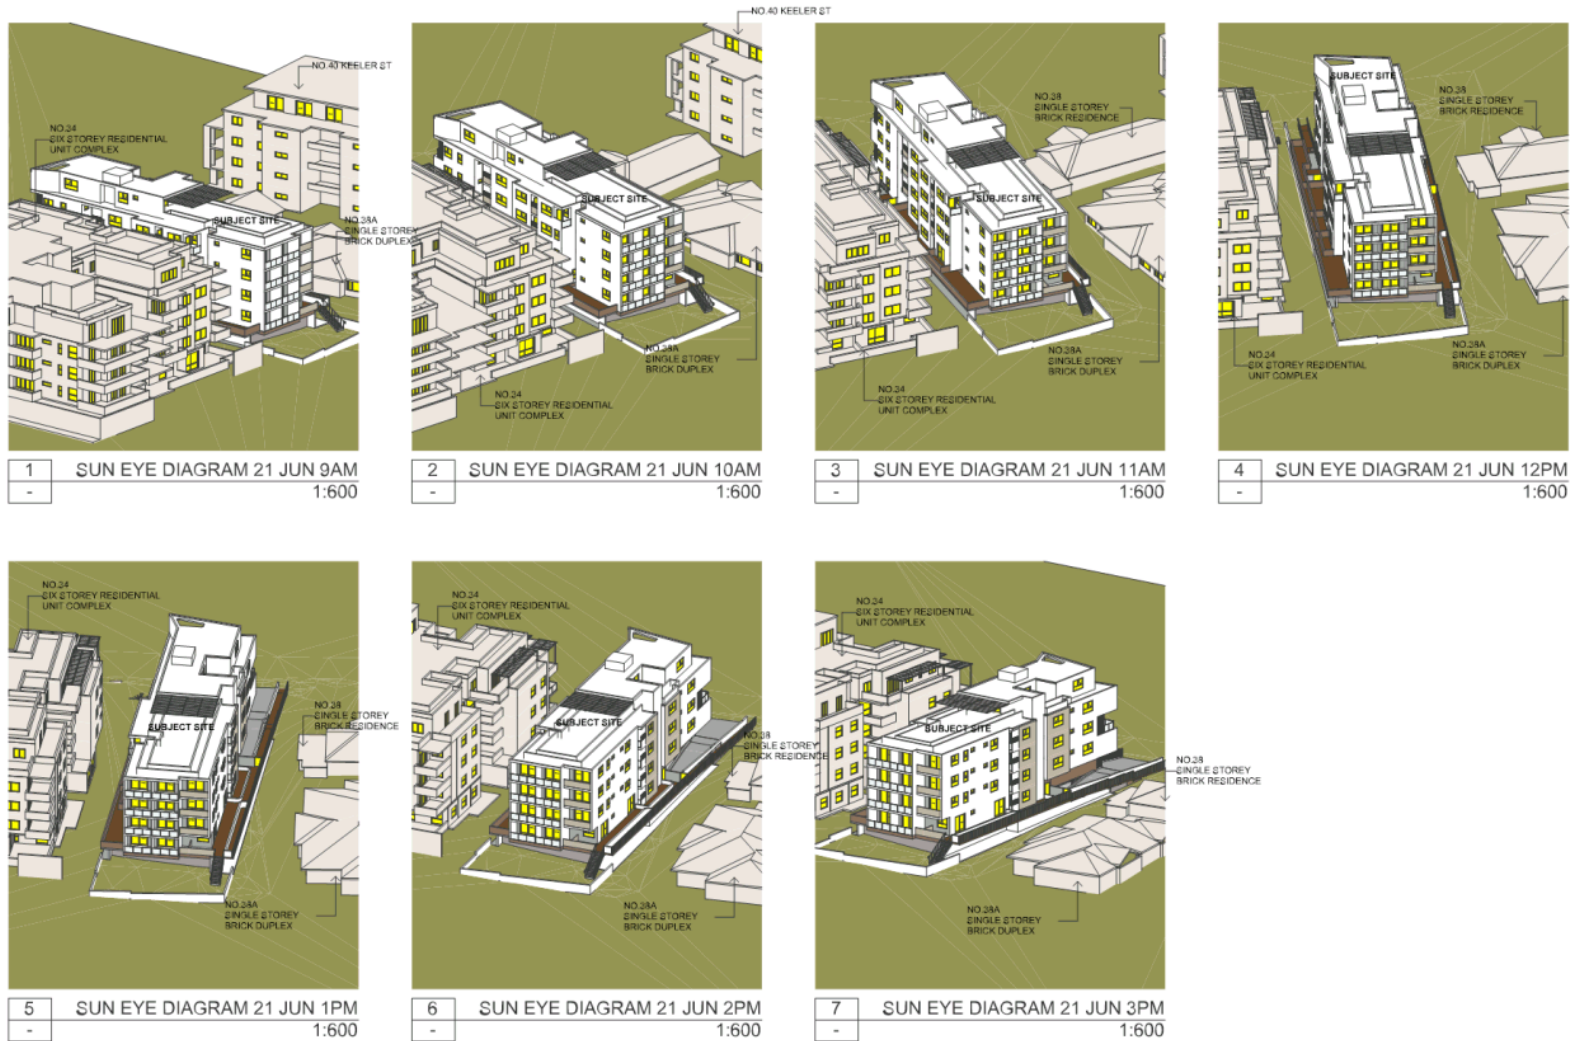 NO.40 KEELER ST
NO.34
SIX STOREY RESIDENTIAL
UNIT COMPLEX
SUBJECT SITE
NO.38A
SINGLE STOREY
BRICK DUPLEX
1
-
SUN EYE DIAGRAM 21 JUN 9AM
1:600
NO.40 KEELER ST
SUBJECT SITE
NO.38A
SINGLE STOREY
BRICK DUPLEX
NO.34
SIX STOREY RESIDENTIAL
UNIT COMPLEX
2
-
SUN EYE DIAGRAM 21 JUN 10AM
1:600
NO.38
SINGLE STOREY
BRICK RESIDENCE
SUBJECT SITE
NO.38A
SINGLE STOREY
BRICK DUPLEX
NO.34
SIX STOREY RESIDENTIAL
UNIT COMPLEX
3
-
SUN EYE DIAGRAM 21 JUN 11AM
1:600
SUBJECT SITE
NO.38
SINGLE STOREY
BRICK RESIDENCE
NO.34
SIX STOREY RESIDENTIAL
UNIT COMPLEX
NO.38A
SINGLE STOREY
BRICK DUPLEX
4
-
SUN EYE DIAGRAM 21 JUN 12PM
1:600
NO.34
SIX STOREY RESIDENTIAL
UNIT COMPLEX
NO.38
SINGLE STOREY
BRICK RESIDENCE
SUBJECT SITE
NO.38A
SINGLE STOREY
BRICK DUPLEX
5
-
SUN EYE DIAGRAM 21 JUN 1PM
1:600
NO.34
SIX STOREY RESIDENTIAL
UNIT COMPLEX
SUBJECT SITE
NO.38
SINGLE STOREY
BRICK RESIDENCE
NO.38A
SINGLE STOREY
BRICK DUPLEX
6
-
SUN EYE DIAGRAM 21 JUN 2PM
1:600
NO.34
SIX STOREY RESIDENTIAL
UNIT COMPLEX
SUBJECT SITE
NO.38
SINGLE STOREY
BRICK RESIDENCE
NO.38A
SINGLE STOREY
BRICK DUPLEX
7
-
SUN EYE DIAGRAM 21 JUN 3PM
1:600